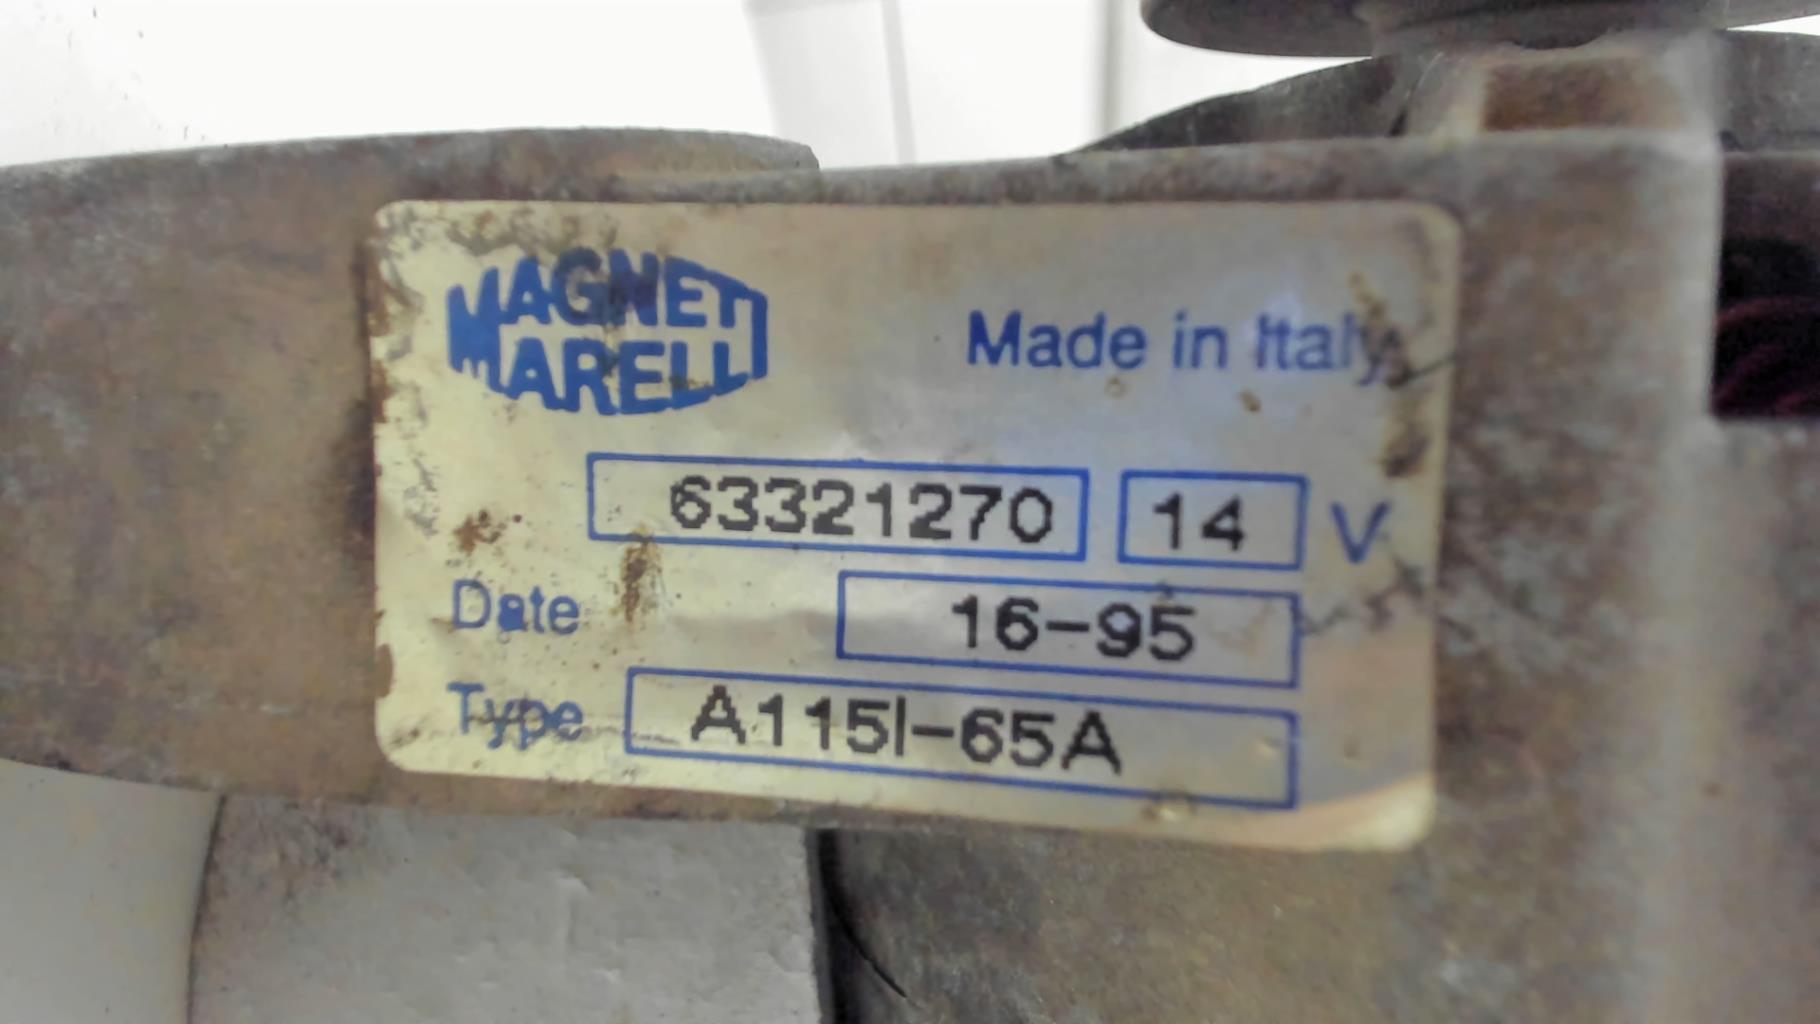 MAGNETI
MARELLI
Made in Italy
63321270 14 V
Date 16-95
Type A115I-65A